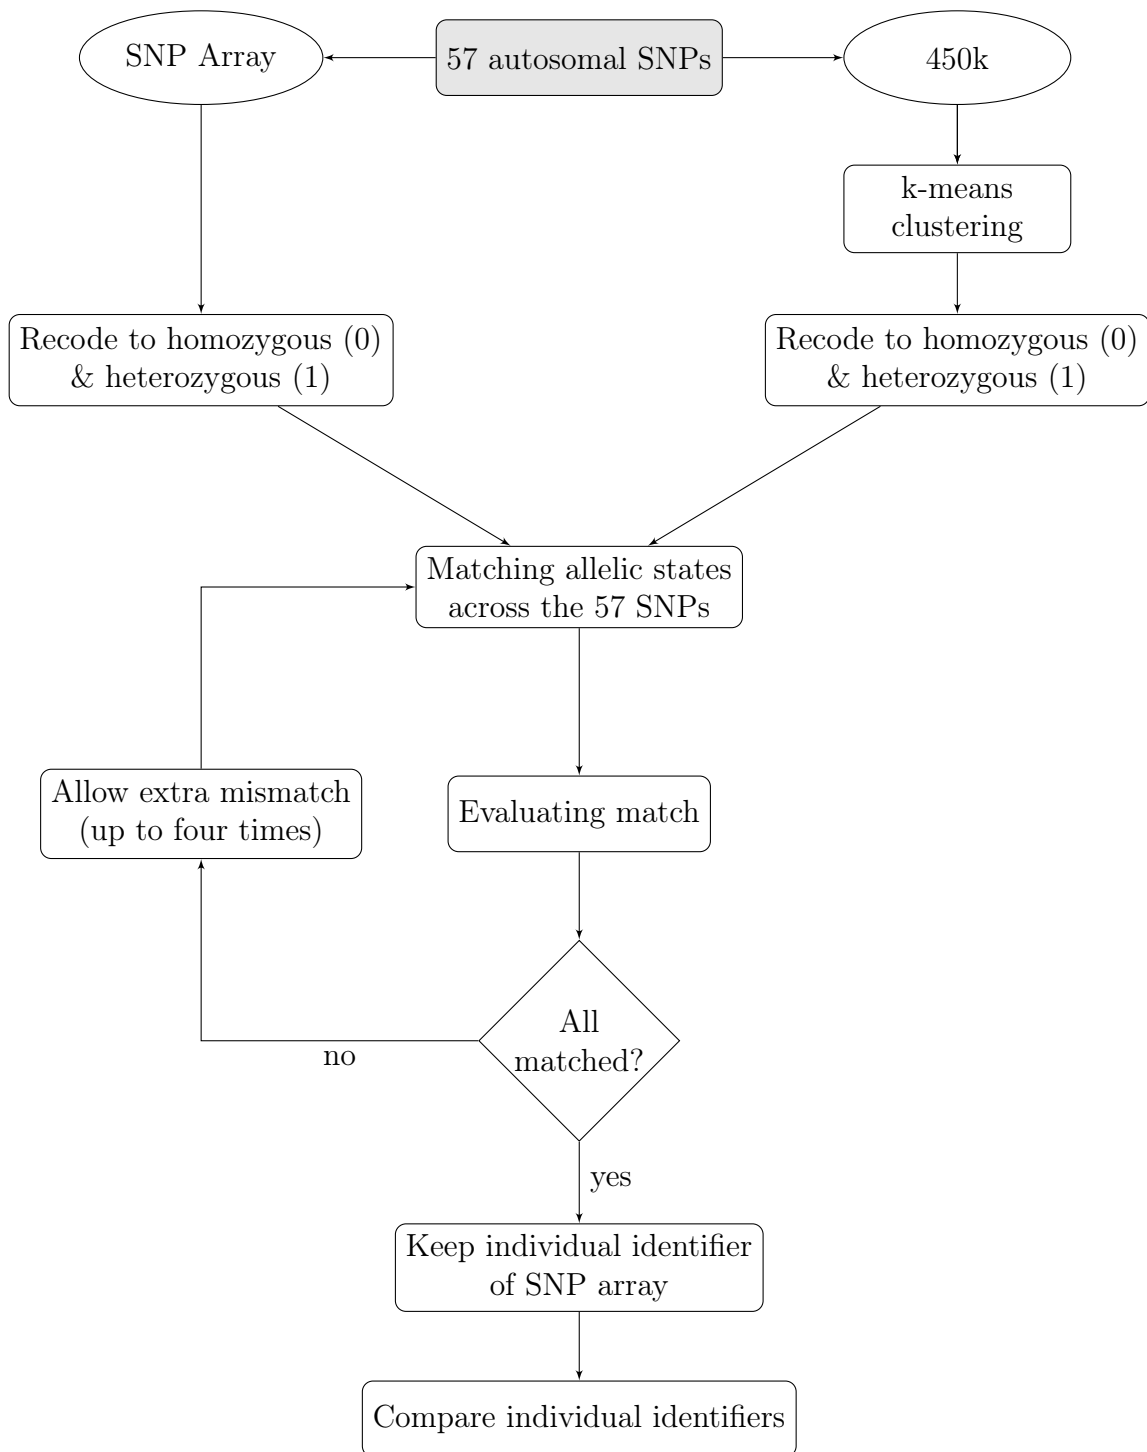 SNP Array
57 autosomal SNPs
450k
k-means
clustering
Recode to homozygous (0)
& heterozygous (1)
Recode to homozygous (0)
& heterozygous (1)
Matching allelic states
across the 57 SNPs
Allow extra mismatch
(up to four times)
Evaluating match
All
matched?
no
yes
Keep individual identifier
of SNP array
Compare individual identifiers